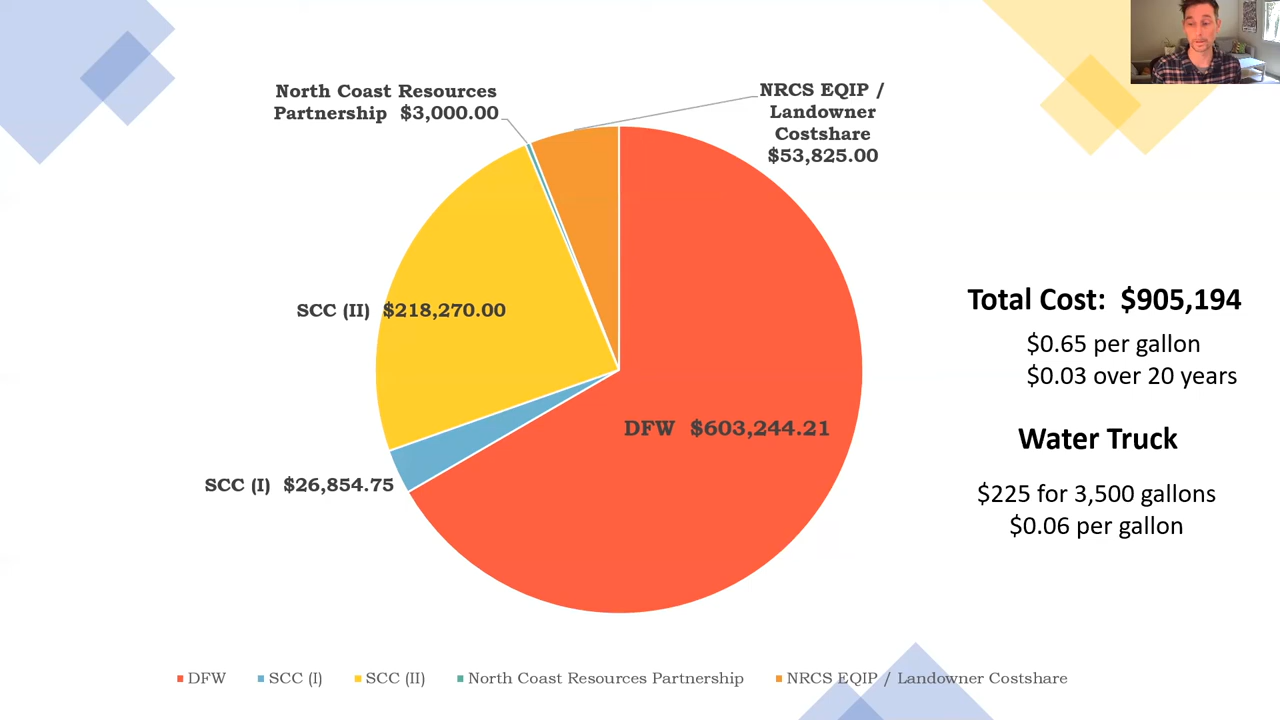 North Coast Resources
Partnership $3,000.00
NRCS EQIP /
Landowner
Costshare
$53,825.00
SCC (II) $218,270.00
DFW $603,244.21
SCC (I) $26,854.75
Total Cost: $905,194
$0.65 per gallon
$0.03 over 20 years
Water Truck
$225 for 3,500 gallons
$0.06 per gallon
DFW SCC (I) SCC (II) North Coast Resources Partnership NRCS EQIP / Landowner Costshare